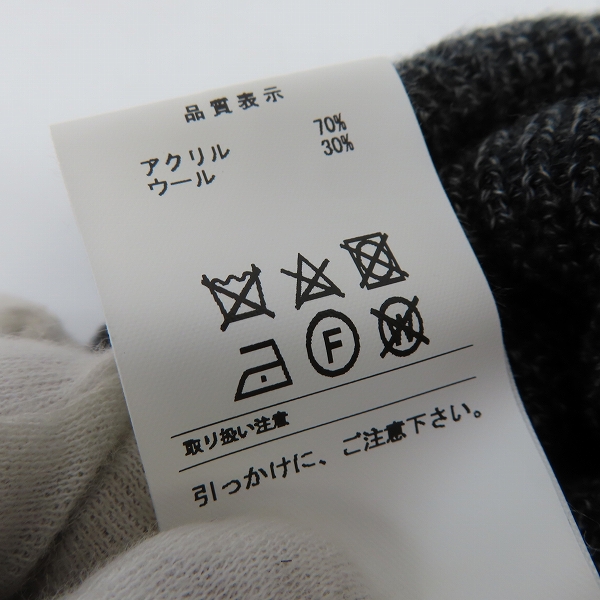 品質表示
アクリル 70%
ウール 30%
F W
取り扱い注意
引っかけに、ご注意下さい。